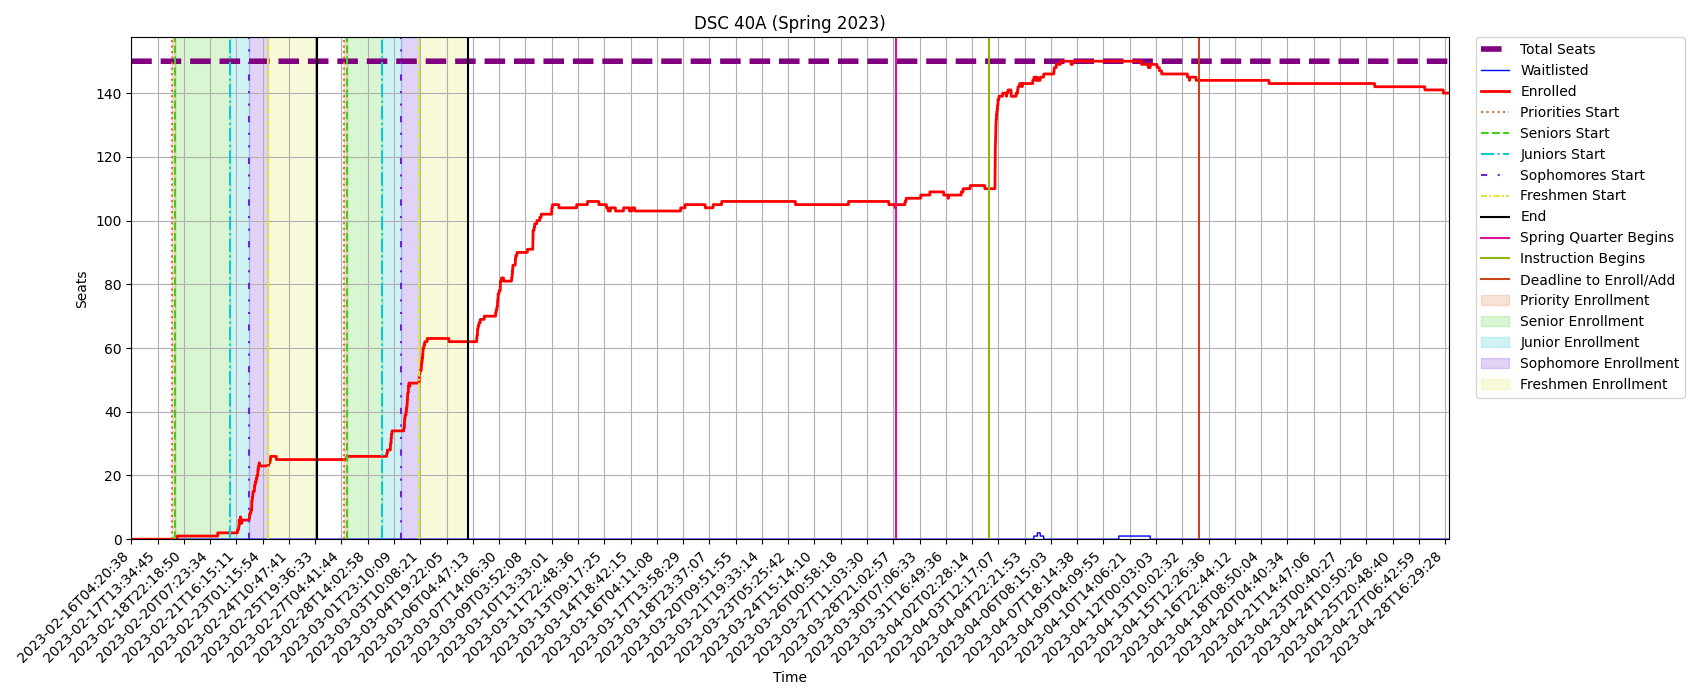 DSC 40A (Spring 2023)
Seats
140
120
100
80
60
40
20
0
2023-02-16T04:20:38
2023-02-17T13:34:45
2023-02-18T22:18:50
2023-02-20T07:23:34
2023-02-21T16:15:11
2023-02-23T01:15:54
2023-02-24T10:47:41
2023-02-25T19:36:33
2023-02-27T04:41:44
2023-02-28T14:02:58
2023-03-01T23:10:09
2023-03-03T10:08:21
2023-03-04T19:22:05
2023-03-06T04:47:13
2023-03-07T14:06:30
2023-03-09T03:52:08
2023-03-10T13:33:01
2023-03-11T22:48:36
2023-03-13T09:17:25
2023-03-14T18:42:15
2023-03-16T04:11:08
2023-03-17T13:58:29
2023-03-18T23:37:07
2023-03-20T09:51:55
2023-03-21T19:33:14
2023-03-23T05:25:42
2023-03-24T15:14:10
2023-03-26T00:58:18
2023-03-27T11:03:30
2023-03-28T21:02:57
2023-03-30T07:06:33
2023-03-31T16:49:36
2023-04-02T02:28:14
2023-04-03T12:17:07
2023-04-04T22:21:53
2023-04-06T08:15:03
2023-04-07T18:14:38
2023-04-09T04:09:55
2023-04-10T14:06:21
2023-04-12T00:03:03
2023-04-13T10:02:32
2023-04-15T12:26:36
2023-04-16T22:44:12
2023-04-18T08:50:04
2023-04-20T04:40:34
2023-04-21T14:47:06
2023-04-23T00:40:27
2023-04-24T10:50:26
2023-04-25T20:48:40
2023-04-27T06:42:59
2023-04-28T16:29:28
Time
Total Seats
Waitlisted
Enrolled
Priorities Start
Seniors Start
Juniors Start
Sophomores Start
Freshmen Start
End
Spring Quarter Begins
Instruction Begins
Deadline to Enroll/Add
Priority Enrollment
Senior Enrollment
Junior Enrollment
Sophomore Enrollment
Freshmen Enrollment